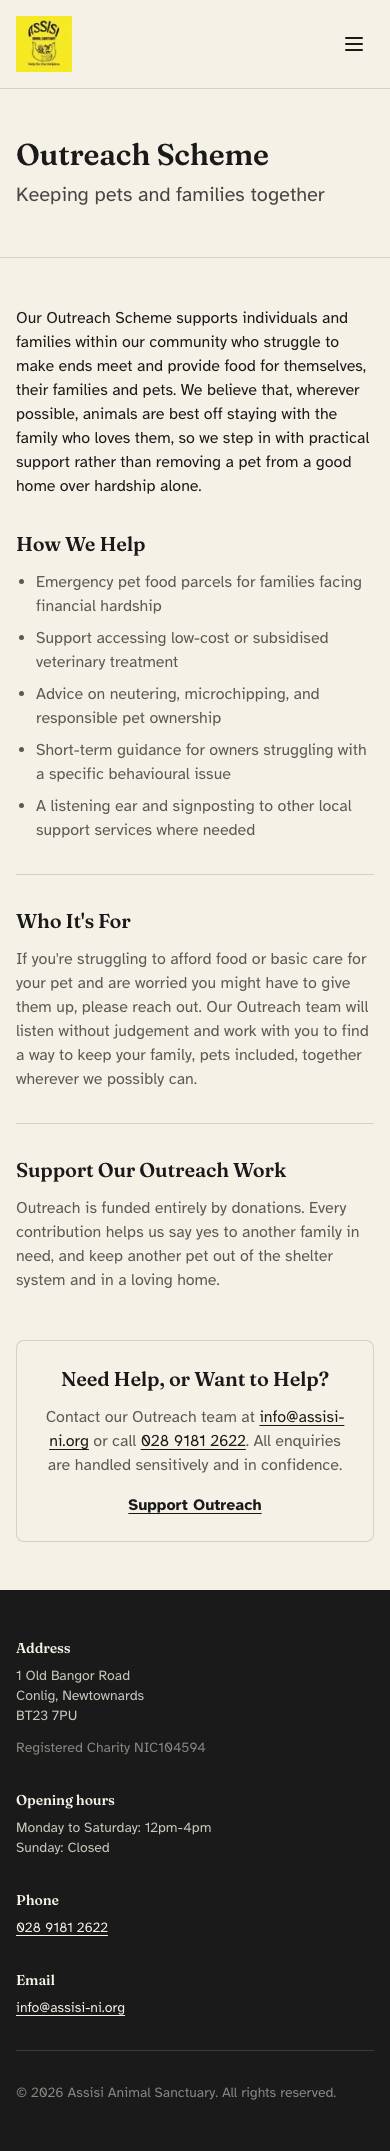 ASSISI
ANIMAL SANCTUARY
Outreach Scheme
Keeping pets and families together
Our Outreach Scheme supports individuals and
families within our community who struggle to
make ends meet and provide food for themselves,
their families and pets. We believe that, wherever
possible, animals are best off staying with the
family who loves them, so we step in with practical
support rather than removing a pet from a good
home over hardship alone.
How We Help
• Emergency pet food parcels for families facing
financial hardship
• Support accessing low-cost or subsidised
veterinary treatment
• Advice on neutering, microchipping, and
responsible pet ownership
• Short-term guidance for owners struggling with
a specific behavioural issue
• A listening ear and signposting to other local
support services where needed
Who It's For
If you're struggling to afford food or basic care for
your pet and are worried you might have to give
them up, please reach out. Our Outreach team will
listen without judgement and work with you to find
a way to keep your family, pets included, together
wherever we possibly can.
Support Our Outreach Work
Outreach is funded entirely by donations. Every
contribution helps us say yes to another family in
need, and keep another pet out of the shelter
system and in a loving home.
Need Help, or Want to Help?
Contact our Outreach team at info@assisi-
ni.org or call 028 9181 2622. All enquiries
are handled sensitively and in confidence.
Support Outreach
Address
1 Old Bangor Road
Conlig, Newtownards
BT23 7PU
Registered Charity NIC104594
Opening hours
Monday to Saturday: 12pm-4pm
Sunday: Closed
Phone
028 9181 2622
Email
info@assisi-ni.org
© 2026 Assisi Animal Sanctuary. All rights reserved.